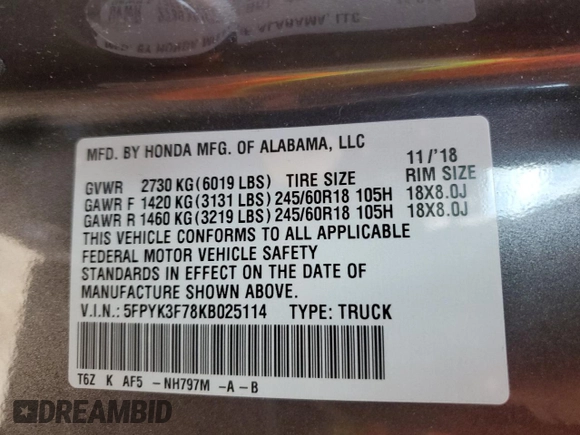 MFD. BY HONDA MFG. OF ALABAMA, LLC
11/'18
GVWR 2730 KG(6019 LBS) TIRE SIZE RIM SIZE
GAWR F 1420 KG(3131 LBS)245/60R18 105H 18X8.0J
GAWR R 1460 KG(3219 LBS)245/60R18 105H 18X8.0J
THIS VEHICLE CONFORMS TO ALL APPLICABLE
FEDERAL MOTOR VEHICLE SAFETY
STANDARDS IN EFFECT ON THE DATE OF
MANUFACTURE SHOWN ABOVE.
V.I.N.: 5FPYK3F78KB025114 TYPE: TRUCK
T6Z K AF5 -NH797M -A-B
DREAMBID